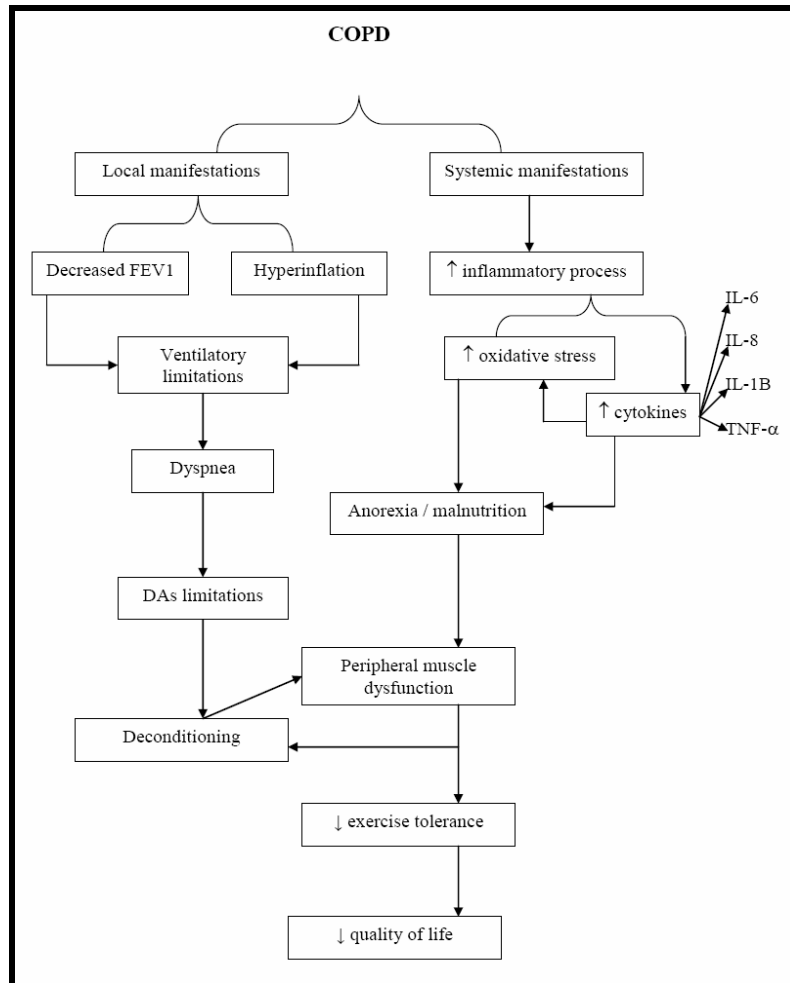 COPD
Local manifestations
Systemic manifestations
Decreased FEV1
Hyperinflation
↑ inflammatory process
IL-6
IL-8
IL-1B
TNF-α
Ventilatory
limitations
↑ oxidative stress
↑ cytokines
Dyspnea
Anorexia / malnutrition
DAs limitations
Peripheral muscle
dysfunction
Deconditioning
↓ exercise tolerance
↓ quality of life